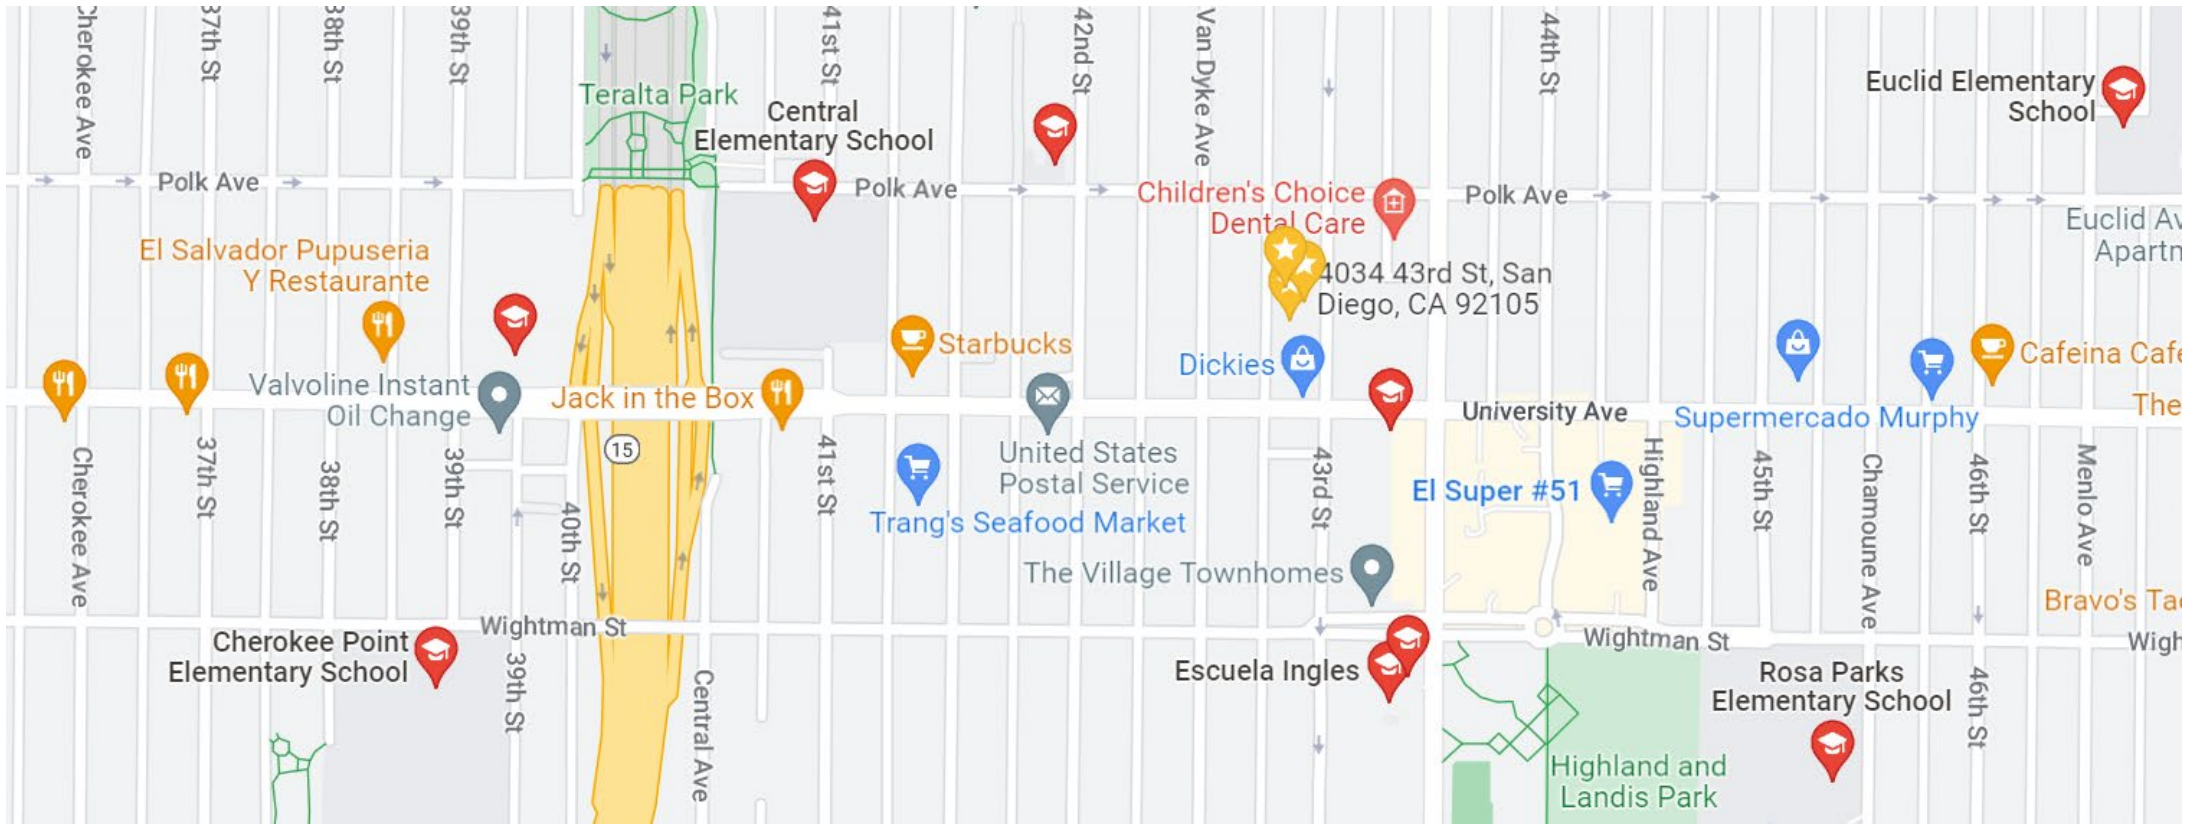 Cherokee Ave
37th St
38th St
39th St
41st St
42nd St
Van Dyke Ave
44th St
Teralta Park
Central
Elementary School
Euclid Elementary
School
Polk Ave
Polk Ave
Polk Ave
Children's Choice
Dental Care
Euclid Av
Apartn
El Salvador Pupuseria
Y Restaurante
4034 43rd St, San
Diego, CA 92105
Starbucks
Dickies
Cafeina Cafe
Valvoline Instant
Oil Change
Jack in the Box
University Ave
Supermercado Murphy
The
15
United States
Postal Service
Trang's Seafood Market
El Super #51
Cherokee Ave
37th St
38th St
39th St
40th St
41st St
43rd St
Highland Ave
45th St
Chamoune Ave
46th St
Menlo Ave
The Village Townhomes
Bravo's Ta
Cherokee Point
Elementary School
Wightman St
Wightman St
Wigh
Escuela Ingles
Rosa Parks
Elementary School
39th St
Central Ave
46th St
Highland and
Landis Park